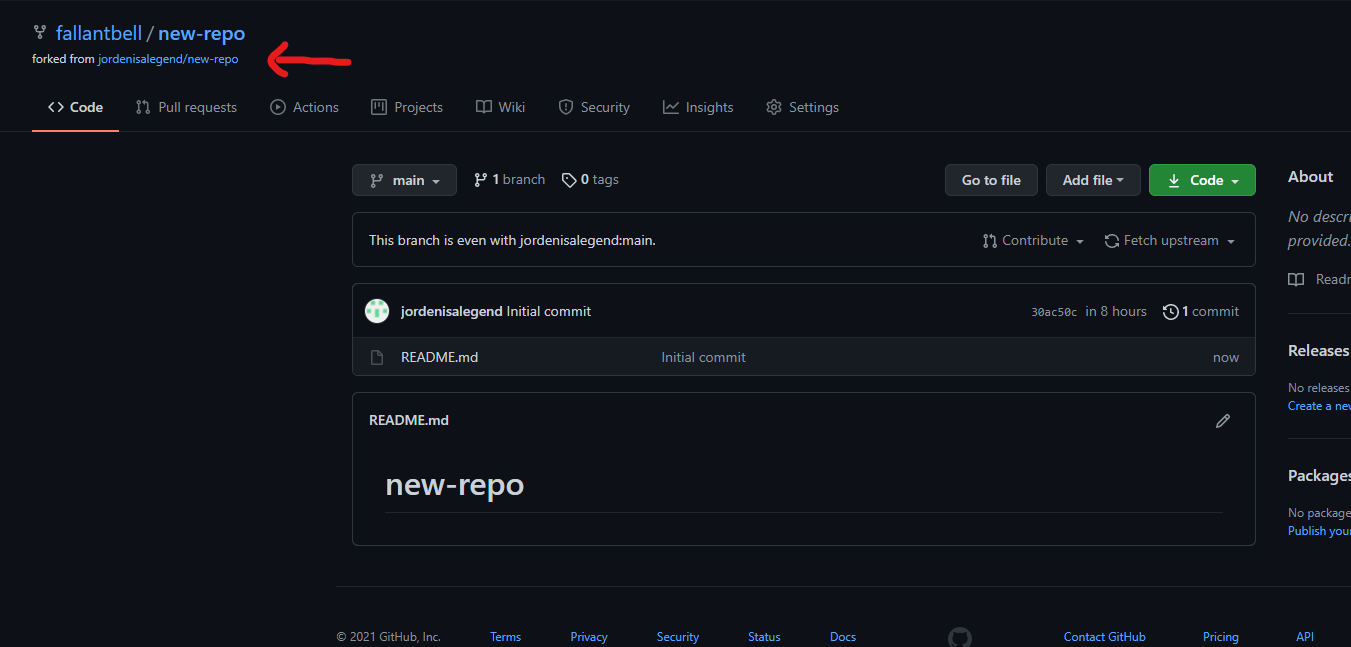 fallantbell / new-repo
forked from jordenisalegend/new-repo
Code Pull requests Actions Projects Wiki Security Insights Settings
main 1 branch 0 tags Go to file Add file Code
This branch is even with jordenisalegend:main. Contribute Fetch upstream
jordenisalegend Initial commit 30ac50c in 8 hours 1 commit
README.md Initial commit now
README.md
new-repo
About
No descri
provided.
Readr
Releases
No releases
Create a nev
Packages
No package
Publish your
© 2021 GitHub, Inc. Terms Privacy Security Status Docs Contact GitHub Pricing API